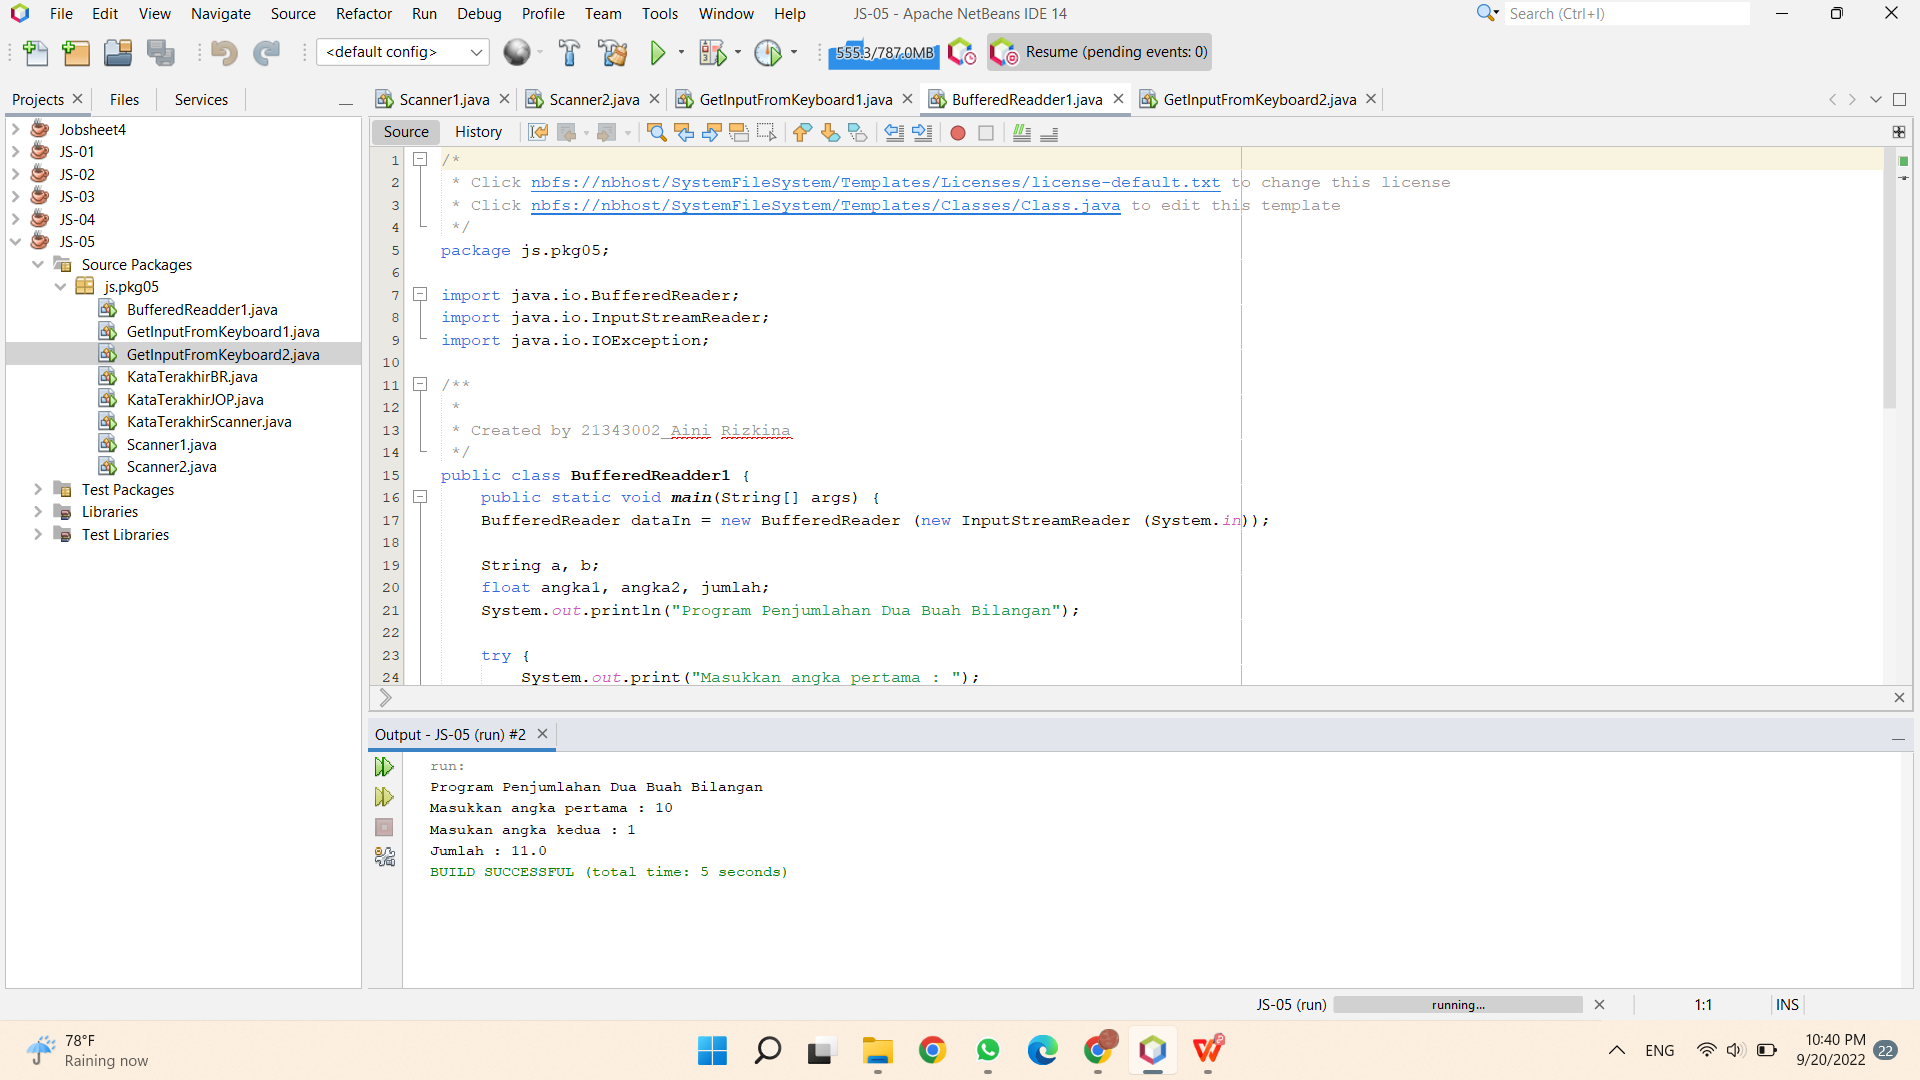 File Edit View Navigate Source Refactor Run Debug Profile Team Tools Window Help JS-05 - Apache NetBeans IDE 14 Search (Ctrl+I)
<default config> 555.3/787.0MB Resume (pending events: 0)
Projects Files Services Scanner1.java Scanner2.java GetInputFromKeyboard1.java BufferedReadder1.java GetInputFromKeyboard2.java
Source History
Jobsheet4
JS-01
JS-02
JS-03
JS-04
JS-05
Source Packages
js.pkg05
BufferedReadder1.java
GetInputFromKeyboard1.java
GetInputFromKeyboard2.java
KataTerakhirBR.java
KataTerakhirJOP.java
KataTerakhirScanner.java
Scanner1.java
Scanner2.java
Test Packages
Libraries
Test Libraries
1 /*
2 * Click nbfs://nbhost/SystemFileSystem/Templates/Licenses/license-default.txt to change this license
3 * Click nbfs://nbhost/SystemFileSystem/Templates/Classes/Class.java to edit this template
4 */
5 package js.pkg05;
6
7 import java.io.BufferedReader;
8 import java.io.InputStreamReader;
9 import java.io.IOException;
10
11 /**
12 *
13 * Created by 21343002_Aini Rizkina
14 */
15 public class BufferedReadder1 {
16 public static void main(String[] args) {
17 BufferedReader dataIn = new BufferedReader (new InputStreamReader (System.in));
18
19 String a, b;
20 float angka1, angka2, jumlah;
21 System.out.println("Program Penjumlahan Dua Buah Bilangan");
22
23 try {
24 System.out.print("Masukkan angka pertama : ");
Output - JS-05 (run) #2
run:
Program Penjumlahan Dua Buah Bilangan
Masukkan angka pertama : 10
Masukan angka kedua : 1
Jumlah : 11.0
BUILD SUCCESSFUL (total time: 5 seconds)
JS-05 (run) running... 1:1 INS
78°F
Raining now
ENG
10:40 PM
9/20/2022
22